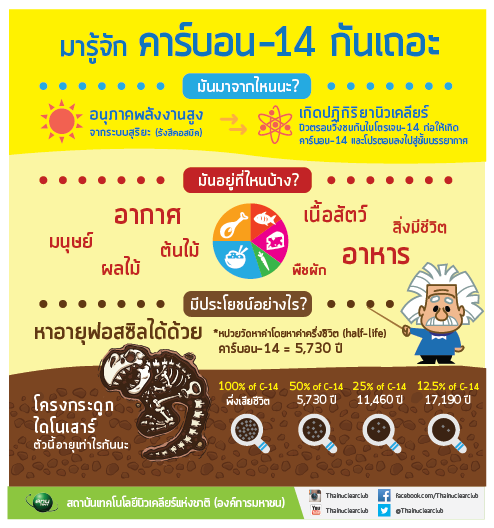 มารู้จัก คาร์บอน-14 กันเถอะ
มันมาจากไหนนะ?
อนุภาคพลังงานสูง
จากระบบสุริยะ (รังสีคอสมิค)
เกิดปฏิกิริยานิวเคลียร์
นิวตรอนวิ่งชนกับไนโตรเจน-14 ก่อให้เกิด
คาร์บอน-14 และโปรตอนลงไปสู่ชั้นบรรยากาศ
มันอยู่ที่ไหนบ้าง?
อากาศ
เนื้อสัตว์
สิ่งมีชีวิต
มนุษย์
ต้นไม้
อาหาร
ผลไม้
พืชผัก
มีประโยชน์อย่างไร?
หาอายุฟอสซิลได้ด้วย
*หน่วยวัดหาค่าโดยหาค่าครึ่งชีวิต (half-life)
คาร์บอน-14 = 5,730 ปี
100% of C-14
50% of C-14
25% of C-14
12.5% of C-14
พึ่งเสียชีวิต
5,730 ปี
11,460 ปี
17,190 ปี
โครงกระดูก
ไดโนเสาร์
ตัวนี้อายุเท่าไรกันนะ
สถาบันเทคโนโลยีนิวเคลียร์แห่งชาติ (องค์การมหาชน)
Thainuclearclub
facebook.com/Thainuclearclub
You Tube
Thainuclearclub
@Thainuclearclub